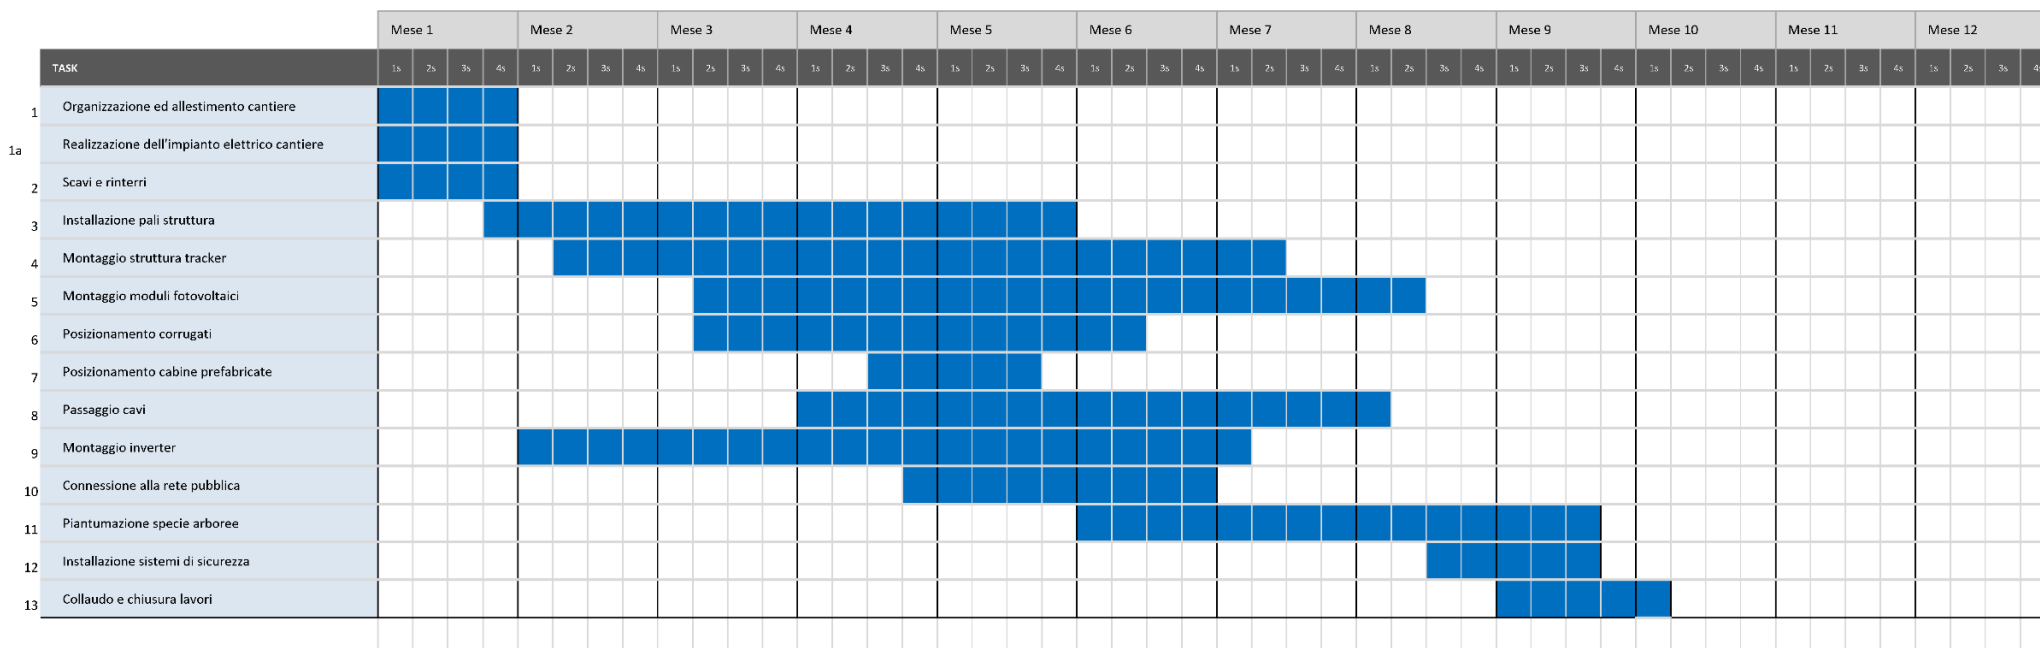 Mese 1 Mese 2 Mese 3 Mese 4 Mese 5 Mese 6 Mese 7 Mese 8 Mese 9 Mese 10 Mese 11 Mese 12
TASK 1s 2s 3s 4s 1s 2s 3s 4s 1s 2s 3s 4s 1s 2s 3s 4s 1s 2s 3s 4s 1s 2s 3s 4s 1s 2s 3s 4s 1s 2s 3s 4s 1s 2s 3s 4s 1s 2s 3s 4s 1s 2s 3s 4s 1s 2s 3s 4s
1 Organizzazione ed allestimento cantiere
1a Realizzazione dell'impianto elettrico cantiere
2 Scavi e rinterri
3 Installazione pali struttura
4 Montaggio struttura tracker
5 Montaggio moduli fotovoltaici
6 Posizionamento corrugati
7 Posizionamento cabine prefabricate
8 Passaggio cavi
9 Montaggio inverter
10 Connessione alla rete pubblica
11 Piantumazione specie arboree
12 Installazione sistemi di sicurezza
13 Collaudo e chiusura lavori